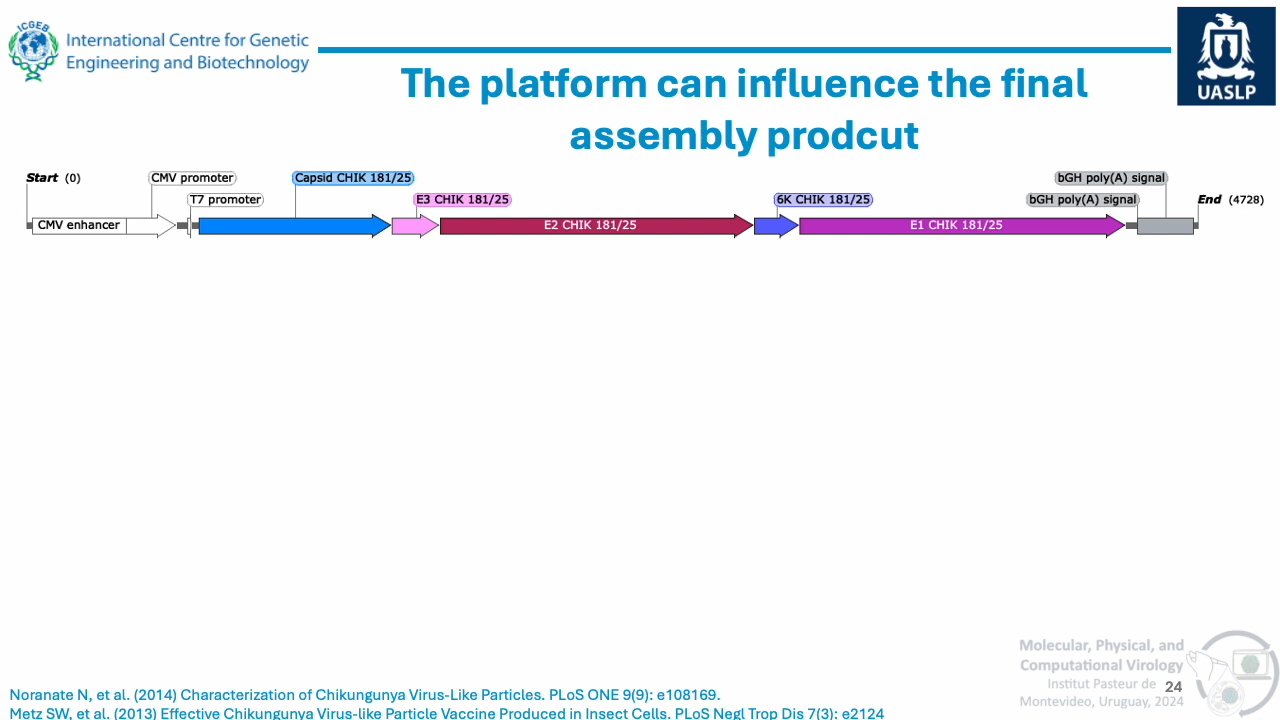 ICGEB
International Centre for Genetic
Engineering and Biotechnology
UASLP
The platform can influence the final
assembly prodcut
Start (0)
CMV promoter
Capsid CHIK 181/25
bGH poly(A) signal
T7 promoter
E3 CHIK 181/25
6K CHIK 181/25
bGH poly(A) signal
End (4728)
CMV enhancer
E2 CHIK 181/25
E1 CHIK 181/25
Molecular, Physical, and
Computational Virology
Institut Pasteur de
24
Montevideo, Uruguay, 2024
Noranate N, et al. (2014) Characterization of Chikungunya Virus-Like Particles. PLoS ONE 9(9): e108169.
Metz SW, et al. (2013) Effective Chikungunya Virus-like Particle Vaccine Produced in Insect Cells. PLoS Negl Trop Dis 7(3): e2124